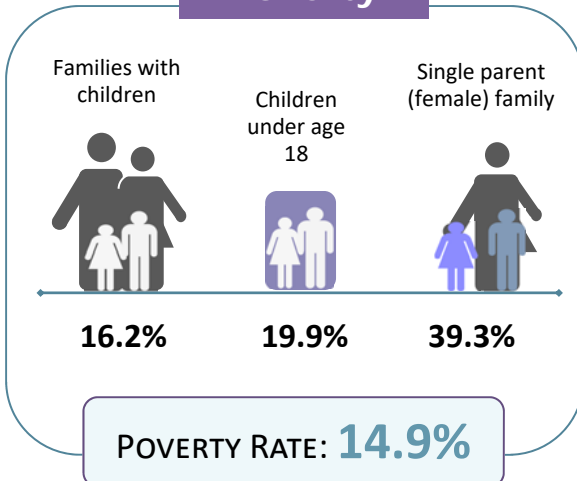 Families with
children
Children
under age
18
Single parent
(female) family
16.2%
19.9%
39.3%
POVERTY RATE: 14.9%